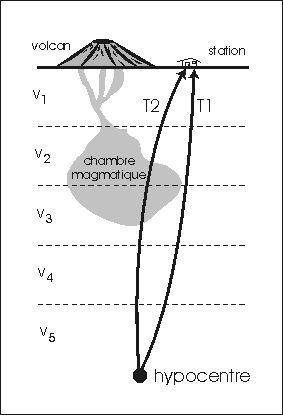 volcan
station
V1
T2
T1
V2
chambre
magmatique
V3
V4
V5
hypocentre